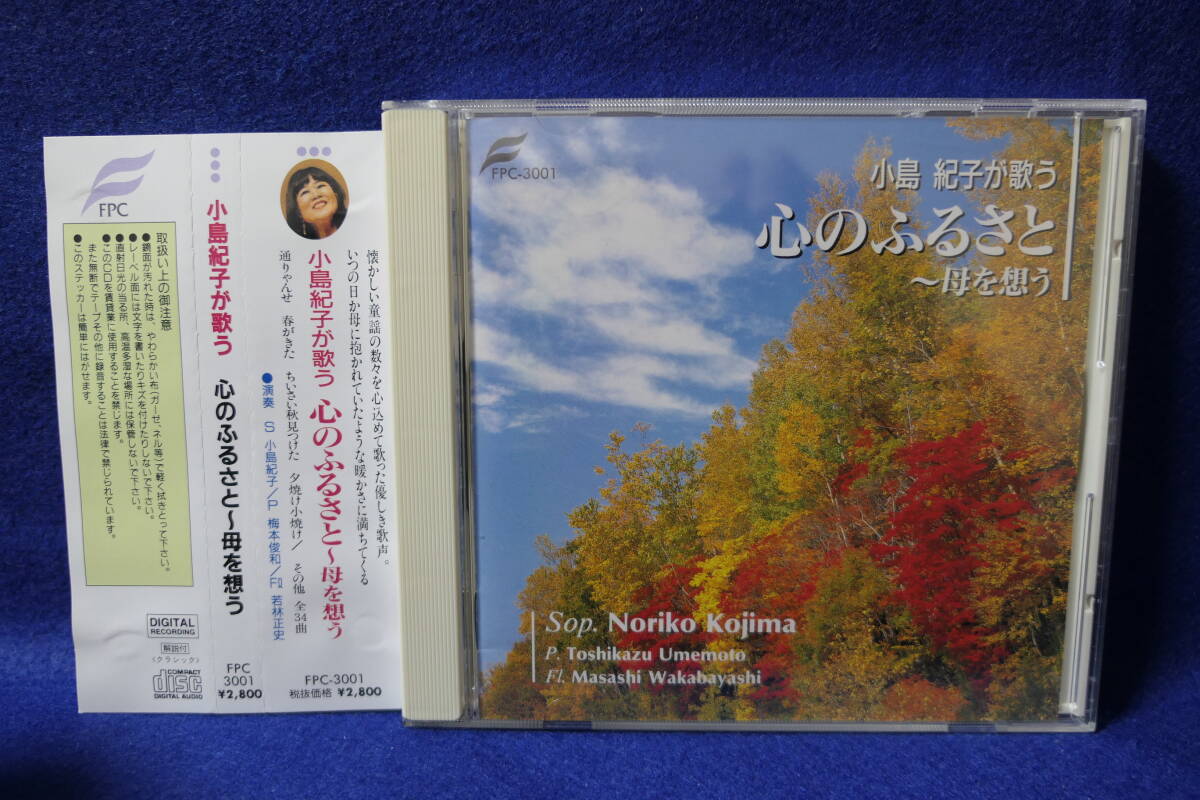 FPC
取扱い上の御注意
●鏡面が汚れた時は、やわらかい布(ガーゼ、ネル等)で軽く拭きとって下さい。
●レーベル面には文字を書いたりキズを付けたりしないで下さい。
●直射日光の当る所、高温多湿な場所には保管しないで下さい。
●このCDを賃貸業に使用することを禁じます。
また無断でテープその他に録音することは法律で禁じられています。
●このステッカーは簡単にはがせます。
DIGITAL
RECORDING
解説付
〈クラシック〉
COMPACT
disc
DIGITAL AUDIO
小島紀子が歌う 心のふるさと〜母を想う
FPC
3001
¥2,800
懐かしい童謡の数々を心込めて歌った優しき歌声。
いつの日か母に抱かれていたような暖かさに満ちてくる
小島紀子が歌う 心のふるさと〜母を想う
通りゃんせ 春がきた ちいさい秋見つけた 夕焼け小焼け/ その他 全34曲
●演奏 S 小島紀子/P 梅本俊和/Fl 若林正史
FPC-3001
税抜価格 ¥2,800
FPC-3001
小島 紀子が歌う
心のふるさと
〜母を想う
Sop. Noriko Kojima
P. Toshikazu Umemoto
Fl. Masashi Wakabayashi